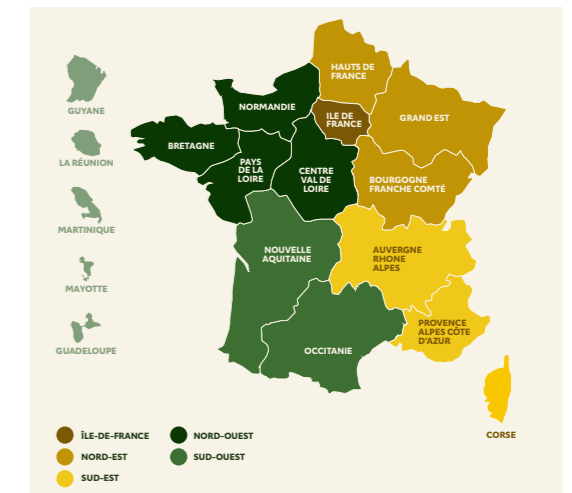 HAUTS DE
FRANCE
NORMANDIE
ILE DE
FRANCE
GRAND EST
BRETAGNE
PAYS
DE LA
LOIRE
CENTRE
VAL DE
LOIRE
BOURGOGNE
FRANCHE COMTÉ
NOUVELLE
AQUITAINE
AUVERGNE
RHONE
ALPES
OCCITANIE
PROVENCE
ALPES CÔTE
D'AZUR
CORSE
GUYANE
LA RÉUNION
MARTINIQUE
MAYOTTE
GUADELOUPE
ÎLE-DE-FRANCE
NORD-EST
SUD-EST
NORD-OUEST
SUD-OUEST